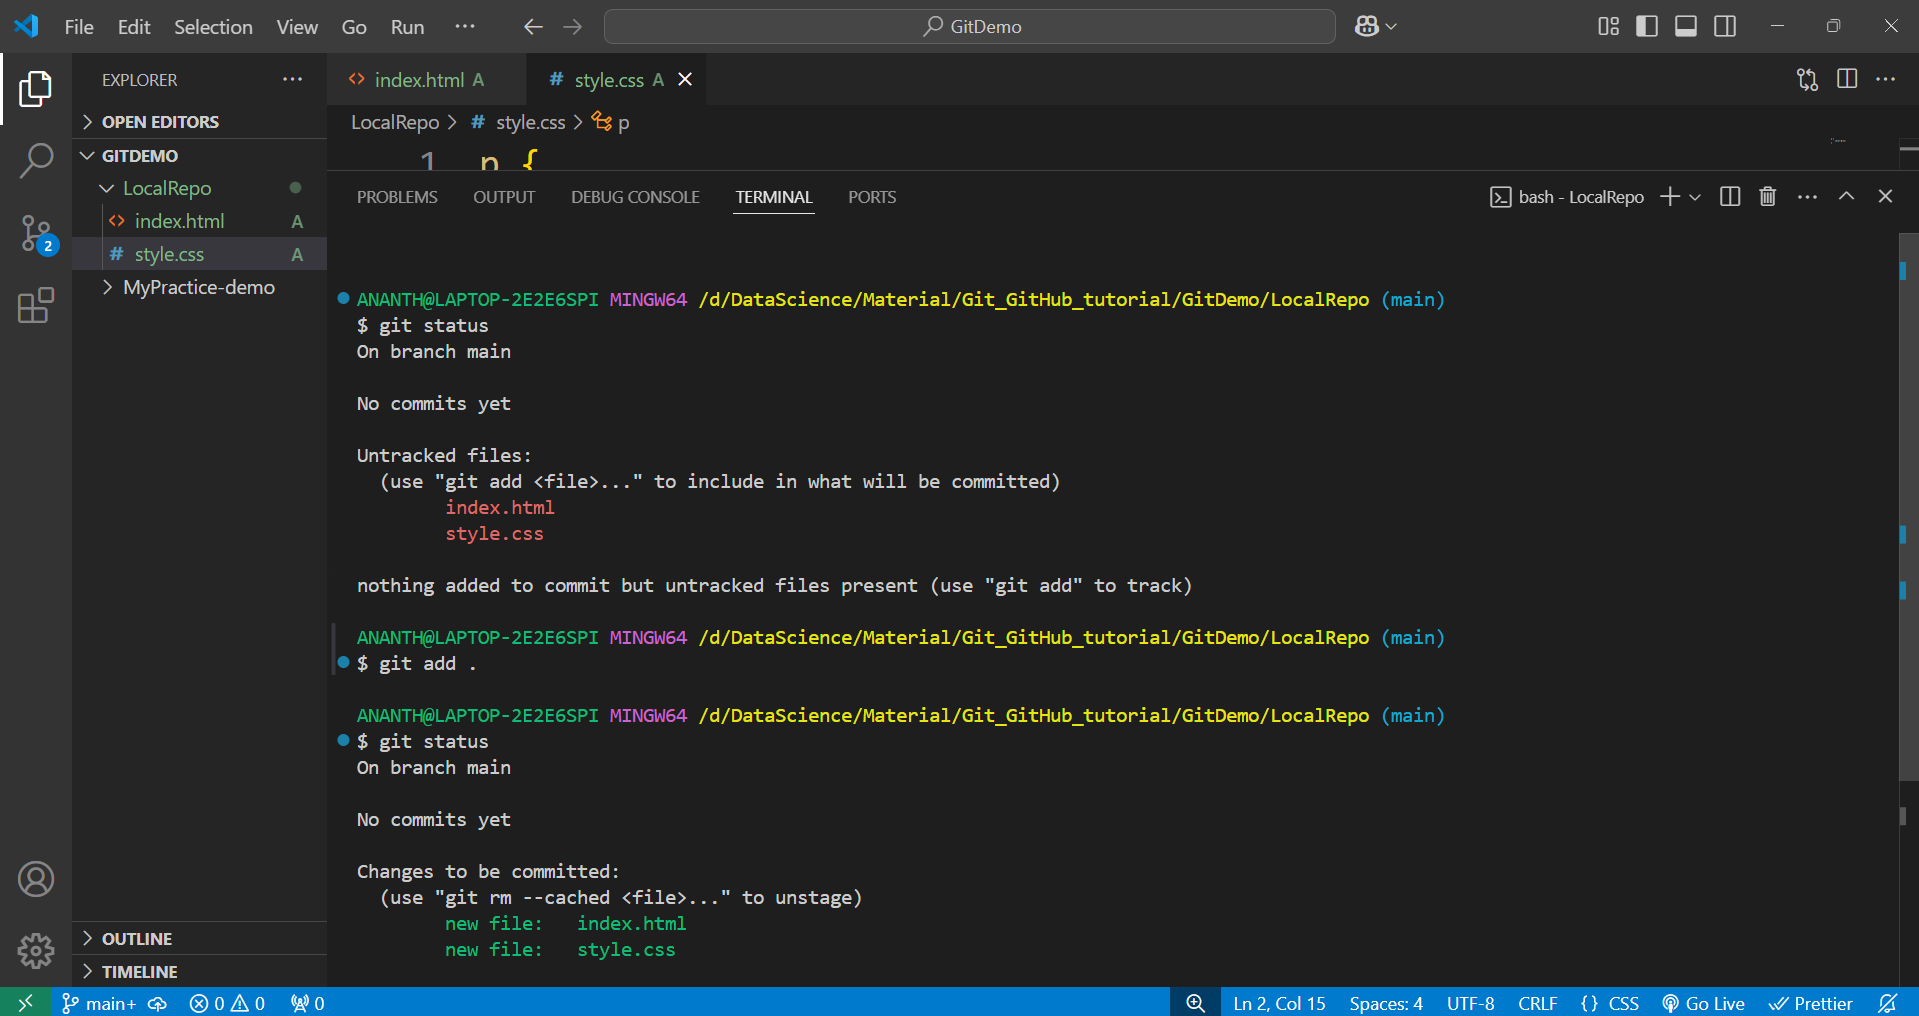 File Edit Selection View Go Run ··· GitDemo
EXPLORER ···
OPEN EDITORS
GITDEMO
LocalRepo
index.html A
style.css A
MyPractice-demo
2
OUTLINE
TIMELINE
index.html A
style.css A
LocalRepo > # style.css > p
1 p {
PROBLEMS OUTPUT DEBUG CONSOLE TERMINAL PORTS bash - LocalRepo
ANANTH@LAPTOP-2E2E6SPI MINGW64 /d/DataScience/Material/Git_GitHub_tutorial/GitDemo/LocalRepo (main)
$ git status
On branch main
No commits yet
Untracked files:
(use "git add <file>..." to include in what will be committed)
index.html
style.css
nothing added to commit but untracked files present (use "git add" to track)
ANANTH@LAPTOP-2E2E6SPI MINGW64 /d/DataScience/Material/Git_GitHub_tutorial/GitDemo/LocalRepo (main)
$ git add .
ANANTH@LAPTOP-2E2E6SPI MINGW64 /d/DataScience/Material/Git_GitHub_tutorial/GitDemo/LocalRepo (main)
$ git status
On branch main
No commits yet
Changes to be committed:
(use "git rm --cached <file>..." to unstage)
new file: index.html
new file: style.css
main+ 0 0 0 Ln 2, Col 15 Spaces: 4 UTF-8 CRLF {} CSS Go Live Prettier